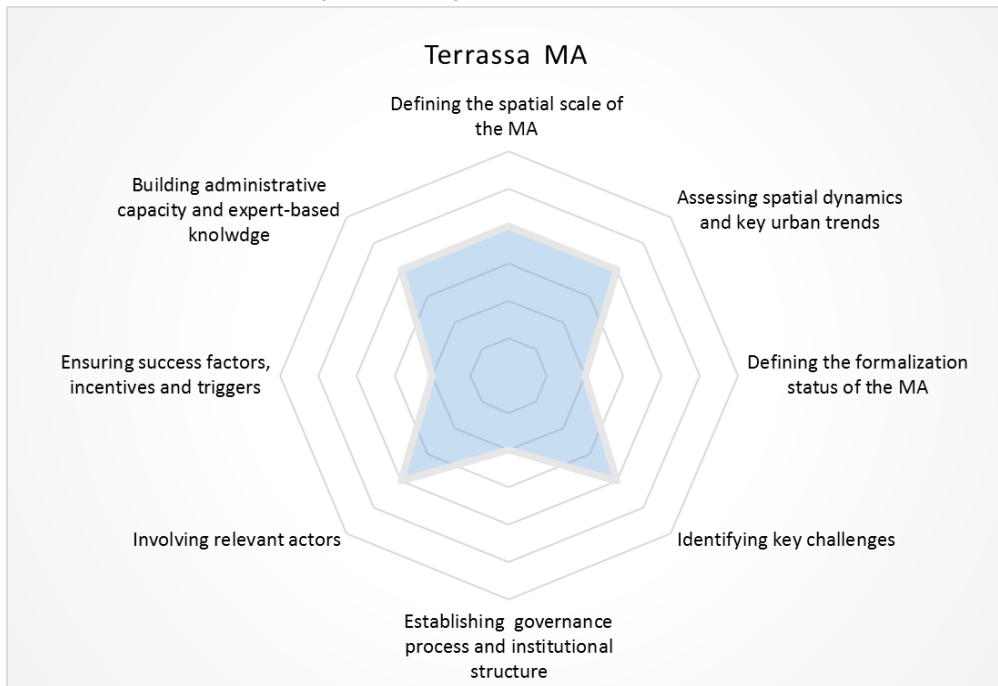 Terrassa MA
Defining the spatial scale of
the MA
Building administrative
capacity and expert-based
knolwdge
Assessing spatial dynamics
and key urban trends
Ensuring success factors,
incentives and triggers
Defining the formalization
status of the MA
Involving relevant actors
Identifying key challenges
Establishing governance
process and institutional
structure